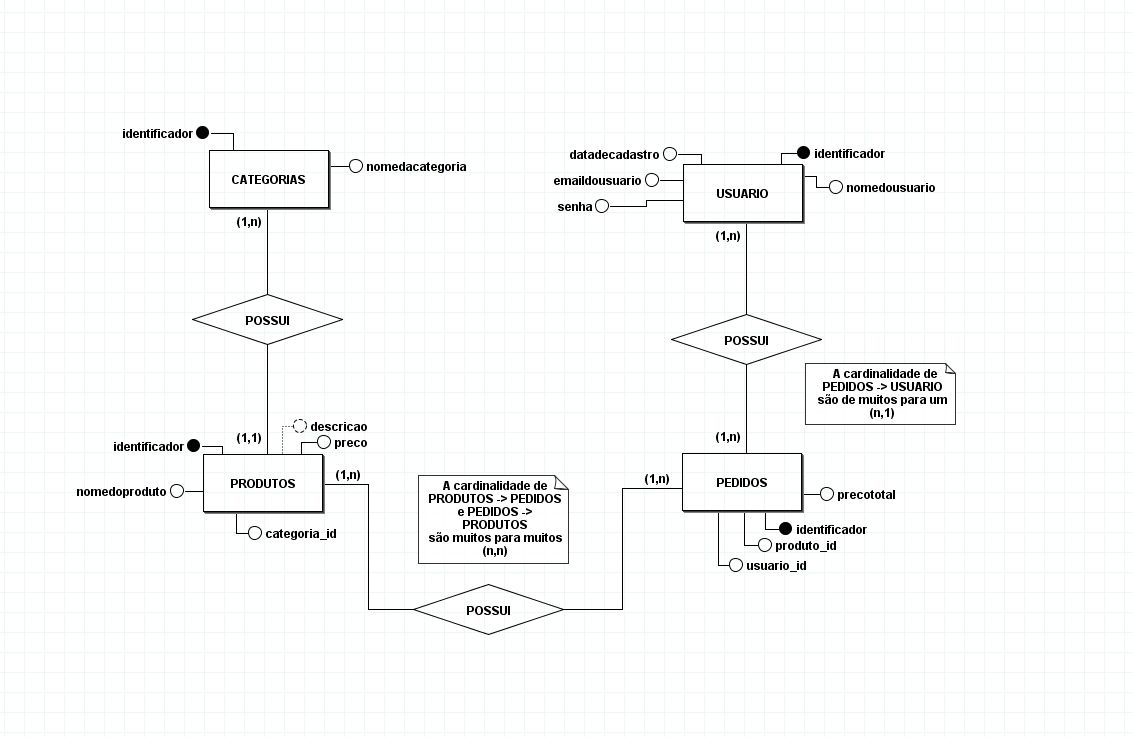 identificador
nomedacategoria
CATEGORIAS
(1,n)
POSSUI
(1,1)
descricao
preco
identificador
PRODUTOS
(1,n)
nomedoproduto
categoria_id
datadecadastro
identificador
emaildousuario
nomedousuario
USUARIO
senha
(1,n)
POSSUI
A cardinalidade de
PEDIDOS -> USUARIO
são de muitos para um
(n,1)
(1,n)
(1,n)
PEDIDOS
precototal
identificador
produto_id
usuario_id
A cardinalidade de
PRODUTOS -> PEDIDOS
e PEDIDOS ->
PRODUTOS
são muitos para muitos
(n,n)
POSSUI